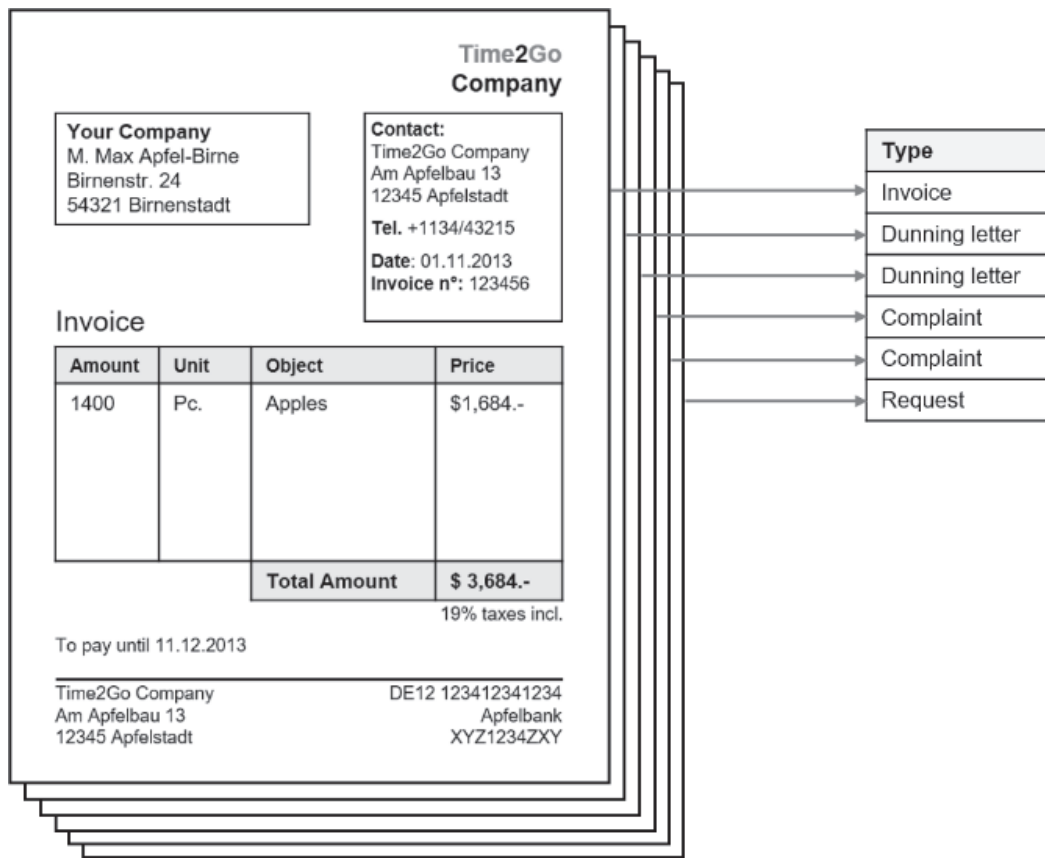 Time2Go
Company
Your Company
M. Max Apfel-Birne
Birnenstr. 24
54321 Birnenstadt
Contact:
Time2Go Company
Am Apfelbau 13
12345 Apfelstadt
Tel. +1134/43215
Date: 01.11.2013
Invoice n°: 123456
Invoice
Amount Unit Object Price
1400 Pc. Apples $1,684.-
Total Amount $ 3,684.-
19% taxes incl.
To pay until 11.12.2013
Time2Go Company
Am Apfelbau 13
12345 Apfelstadt
DE12 123412341234
Apfelbank
XYZ1234ZXY
Type
Invoice
Dunning letter
Dunning letter
Complaint
Complaint
Request